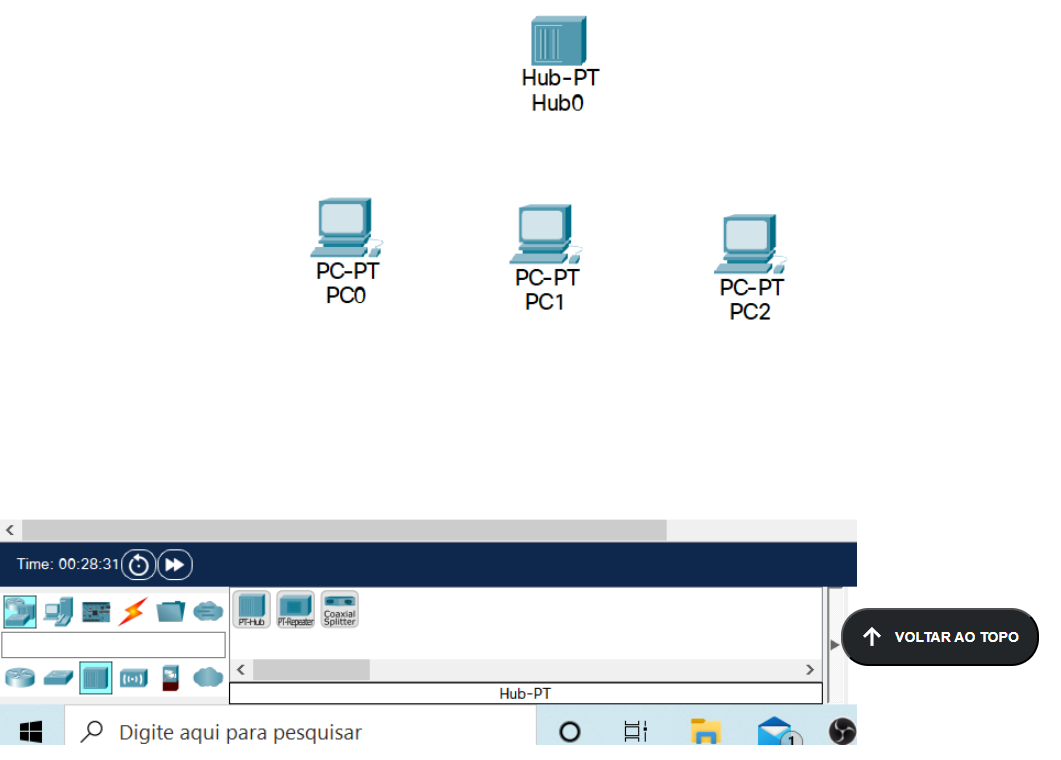 Hub-PT
Hub0
PC-PT
PC0
PC-PT
PC1
PC-PT
PC2
Time: 00:28:31
PT-Hub
PT-Repeater
Coaxial
Splitter
VOLTAR AO TOPO
Hub-PT
Digite aqui para pesquisar
1